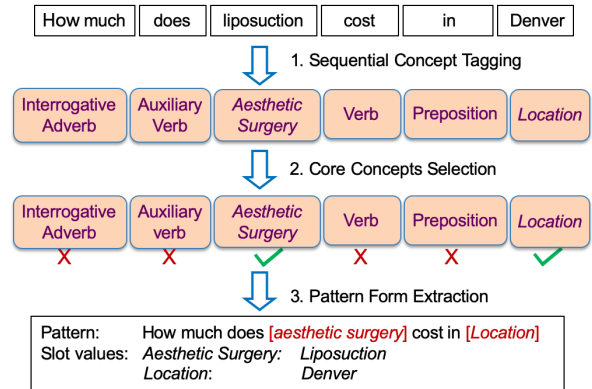 How much does liposuction cost in Denver
1. Sequential Concept Tagging
Interrogative Auxiliary Aesthetic Verb Preposition Location
Adverb Verb Surgery
2. Core Concepts Selection
Interrogative Auxiliary Aesthetic Verb Preposition Location
Adverb verb Surgery
X X ✓ X X ✓
3. Pattern Form Extraction
Pattern: How much does [aesthetic surgery] cost in [Location]
Slot values: Aesthetic Surgery: Liposuction
Location: Denver